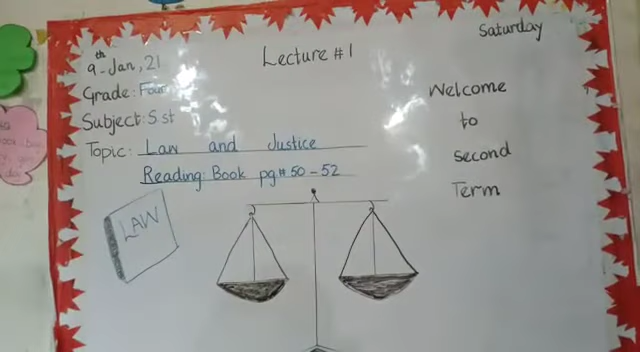 Saturday
Lecture #1
9th-Jan, 21
Grade: Four
Subject: S st
Topic: Law and Justice
Reading: Book pg# 50-52
Welcome
to
second
Term
LAW